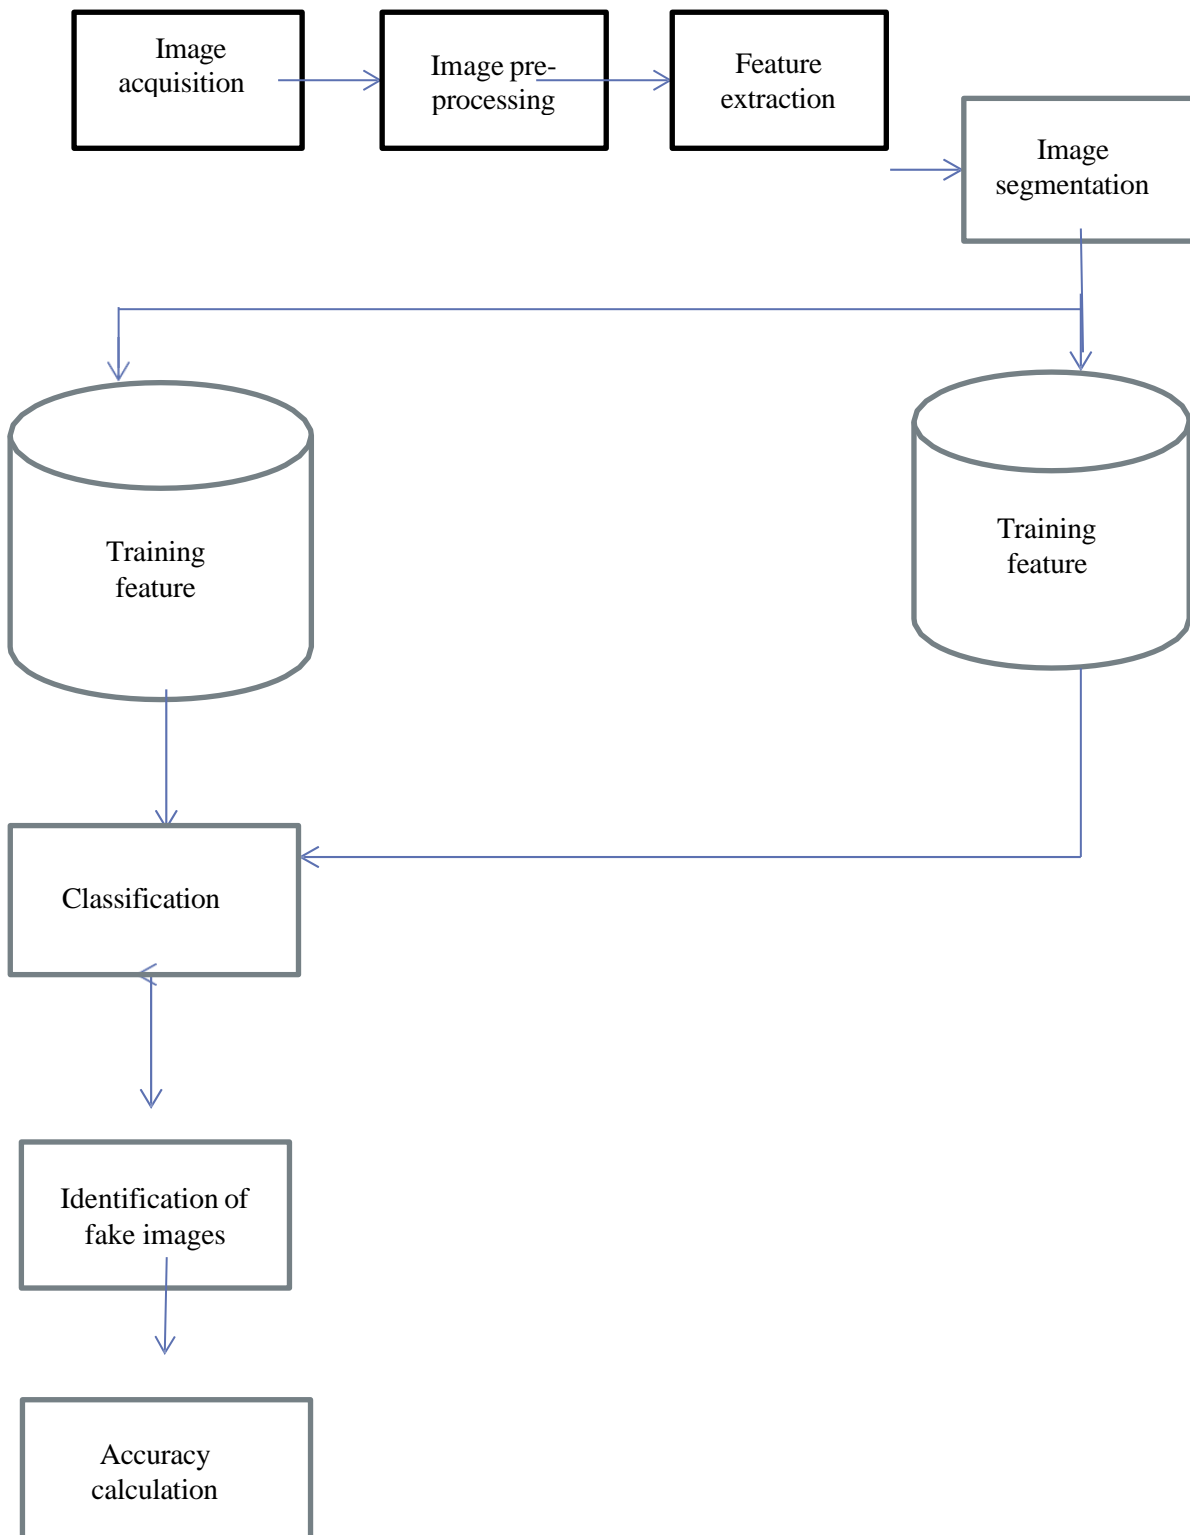 Image
acquisition
Image pre-
processing
Feature
extraction
Image
segmentation
Training
feature
Training
feature
Classification
Identification of
fake images
Accuracy
calculation